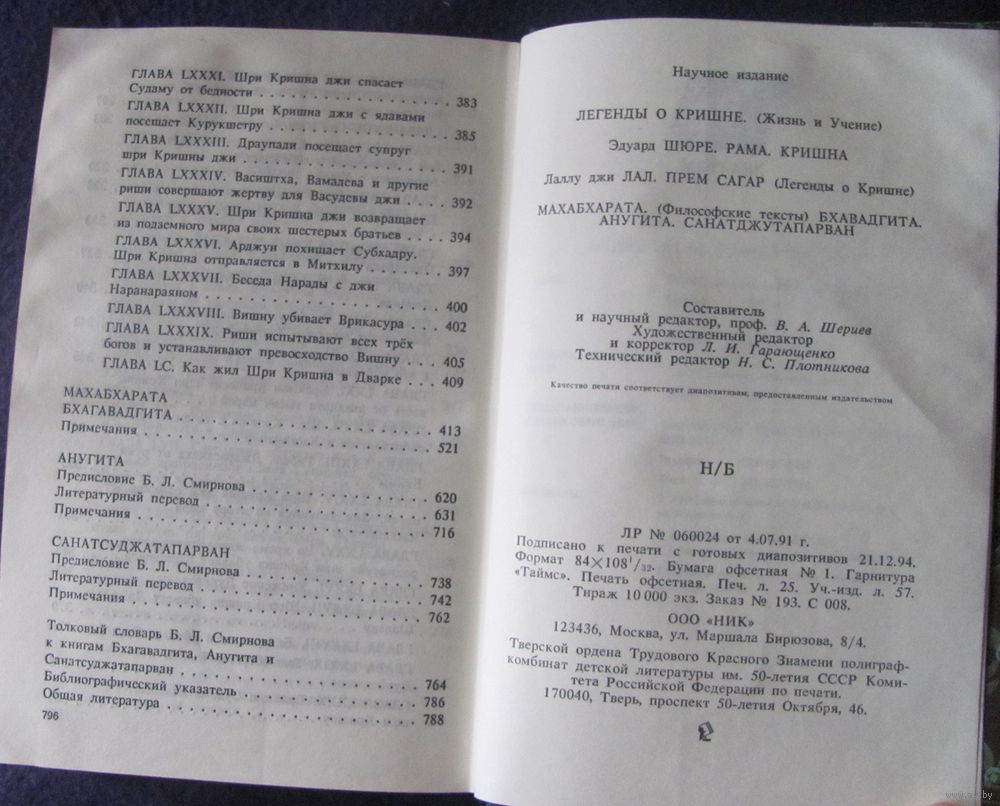 ГЛАВА LXXXI. Шри Кришна джи спасает
Судаму от бедности . . . . . . . . . . . . . . . . . . 383
ГЛАВА LXXXII. Шри Кришна джи с ядавами
посещает Курукшетру . . . . . . . . . . . . . . . . . 385
ГЛАВА LXXXIII. Драупади посещает супруг
шри Кришны джи . . . . . . . . . . . . . . . . . . . . 391
ГЛАВА LXXXIV. Васиштха, Вамадева и другие
риши совершают жертву для Васудевы джи . . . . 392
ГЛАВА LXXXV. Шри Кришна джи возвращает
из подземного мира своих шестерых братьев . . . . 394
ГЛАВА LXXXVI. Арджун похищает Субхадру.
Шри Кришна отправляется в Митхилу . . . . . . . . 397
ГЛАВА LXXXVII. Беседа Нарады с джи
Наранараяном . . . . . . . . . . . . . . . . . . . . . . 400
ГЛАВА LXXXVIII. Вишну убивает Врикасура . . . 402
ГЛАВА LXXXIX. Риши испытывают всех трёх
богов и устанавливают превосходство Вишну . . . 405
ГЛАВА LC. Как жил Шри Кришна в Дварке . . . 409
МАХАБХАРАТА
БХАГАВАДГИТА . . . . . . . . . . . . . . . . . . . . . . 413
Примечания . . . . . . . . . . . . . . . . . . . . . . . . 521
АНУГИТА
Предисловие Б. Л. Смирнова . . . . . . . . . . . . . . 620
Литературный перевод . . . . . . . . . . . . . . . . . . 631
Примечания . . . . . . . . . . . . . . . . . . . . . . . . 716
САНАТСУДЖАТАПАРВАН
Предисловие Б. Л. Смирнова . . . . . . . . . . . . . . 738
Литературный перевод . . . . . . . . . . . . . . . . . . 742
Примечания . . . . . . . . . . . . . . . . . . . . . . . . 762
Толковый словарь Б. Л. Смирнова
к книгам Бхагавадгита, Анугита и
Санатсуджатапарван . . . . . . . . . . . . . . . . . . . 764
Библиографический указатель . . . . . . . . . . . . . 786
Общая литература . . . . . . . . . . . . . . . . . . . . 788
796
Научное издание
ЛЕГЕНДЫ О КРИШНЕ. (Жизнь и Учение)
Эдуард ШЮРЕ. РАМА. КРИШНА
Лаллу джи ЛАЛ. ПРЕМ САГАР (Легенды о Кришне)
МАХАБХАРАТА. (Философские тексты) БХАВАДГИТА.
АНУГИТА. САНАТДЖУТАПАРВАН
Составитель
и научный редактор, проф. В. А. Шериев
Художественный редактор
и корректор Л. И. Гарающенко
Технический редактор Н. С. Плотникова
Качество печати соответствует диапозитивам, предоставленным издательством
Н/Б
ЛР № 060024 от 4.07.91 г.
Подписано к печати с готовых диапозитивов 21.12.94.
Формат 84×108 1/32. Бумага офсетная № 1. Гарнитура
«Таймс». Печать офсетная. Печ. л. 25. Уч.-изд. л. 57.
Тираж 10 000 экз. Заказ № 193. С 008.
ООО «НИК»
123436, Москва, ул. Маршала Бирюзова, 8/4.
Тверской ордена Трудового Красного Знамени полиграф-
комбинат детской литературы им. 50-летия СССР Коми-
тета Российской Федерации по печати.
170040, Тверь, проспект 50-летия Октября, 46.